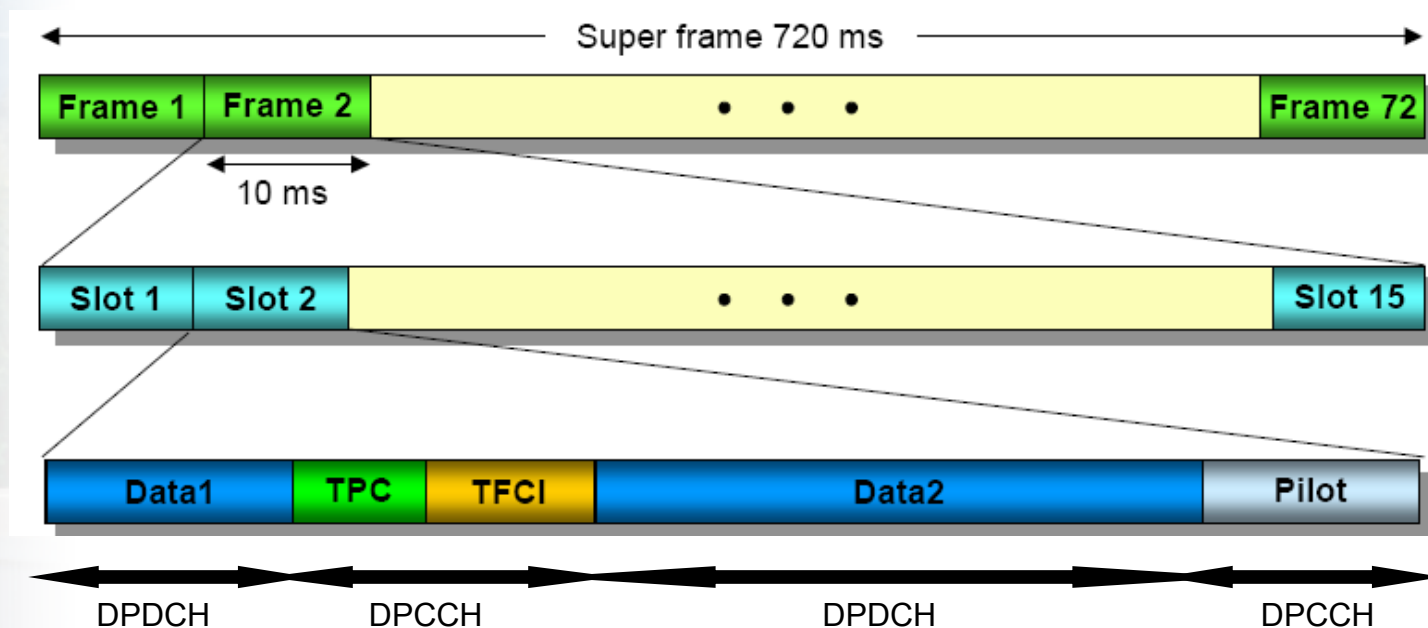 Super frame 720 ms
Frame 1 Frame 2 • • • Frame 72
10 ms
Slot 1 Slot 2 • • • Slot 15
Data1 TPC TFCI Data2 Pilot
DPDCH DPCCH DPDCH DPCCH